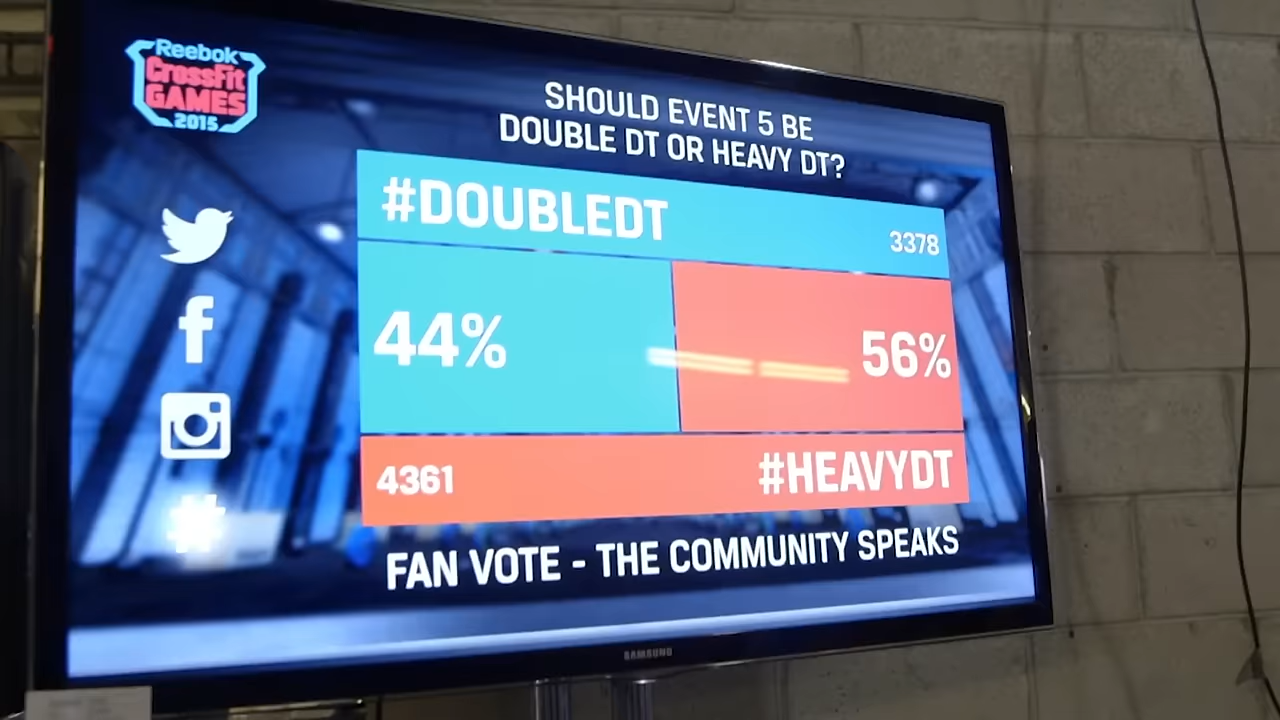 Reebok
CrossFit
GAMES
2015
SHOULD EVENT 5 BE
DOUBLE DT OR HEAVY DT?
#DOUBLEDT
3378
44%
56%
4361
#HEAVYDT
#
FAN VOTE - THE COMMUNITY SPEAKS
SAMSUNG